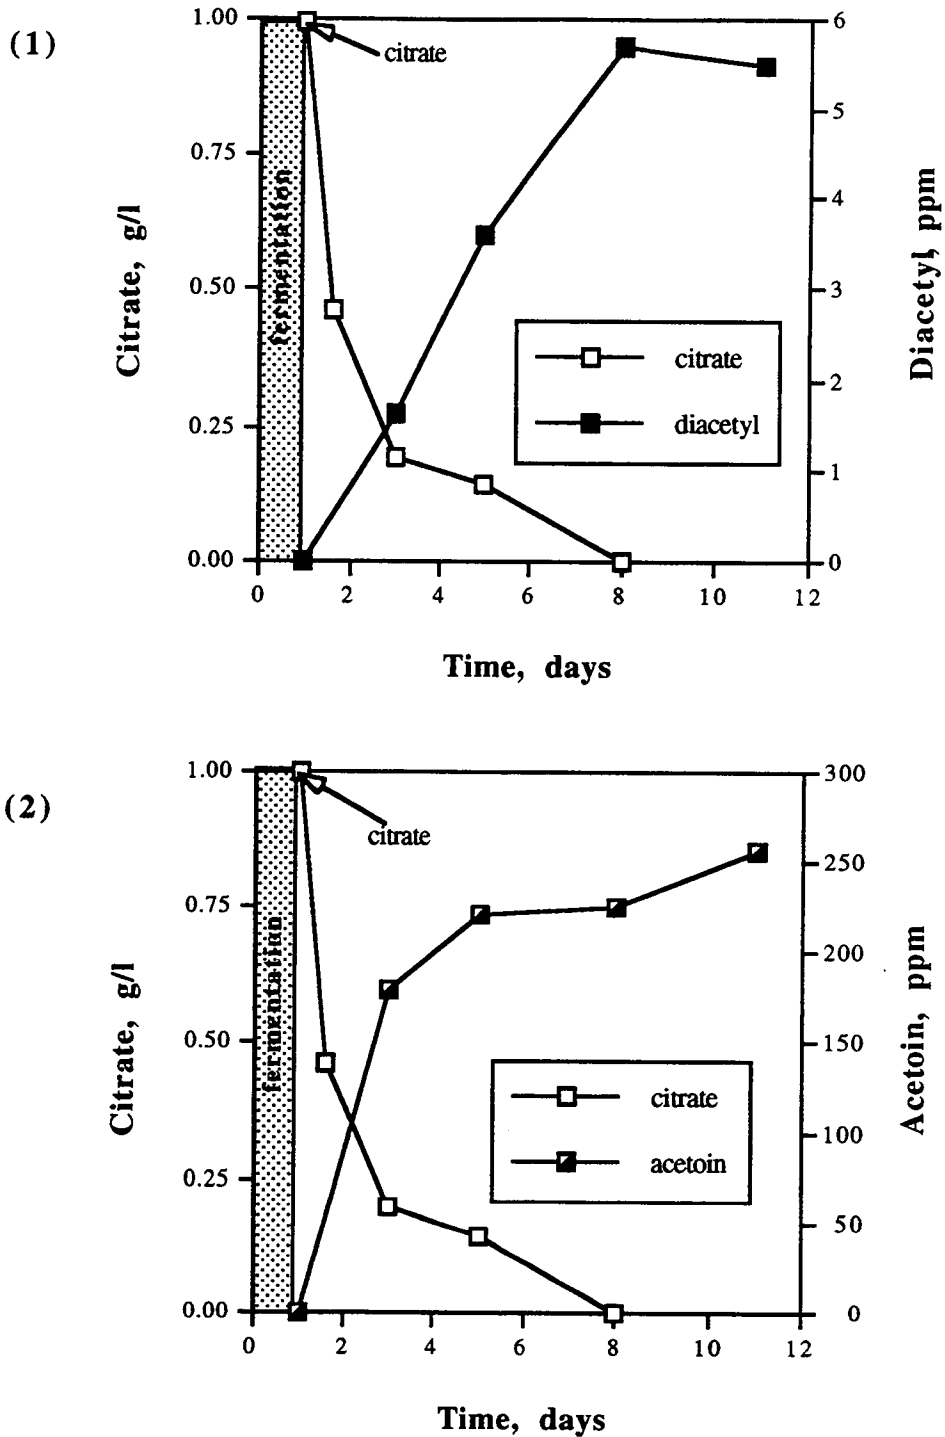 (1)
citrate
fermentation
1.00
0.75
0.50
0.25
0.00
Citrate, g/l
6
5
4
3
2
1
0
Diacetyl, ppm
citrate
diacetyl
0 2 4 6 8 10 12
Time, days
(2)
citrate
fermentation
1.00
0.75
0.50
0.25
0.00
Citrate, g/l
300
250
200
150
100
50
0
Acetoin, ppm
citrate
acetoin
0 2 4 6 8 10 12
Time, days